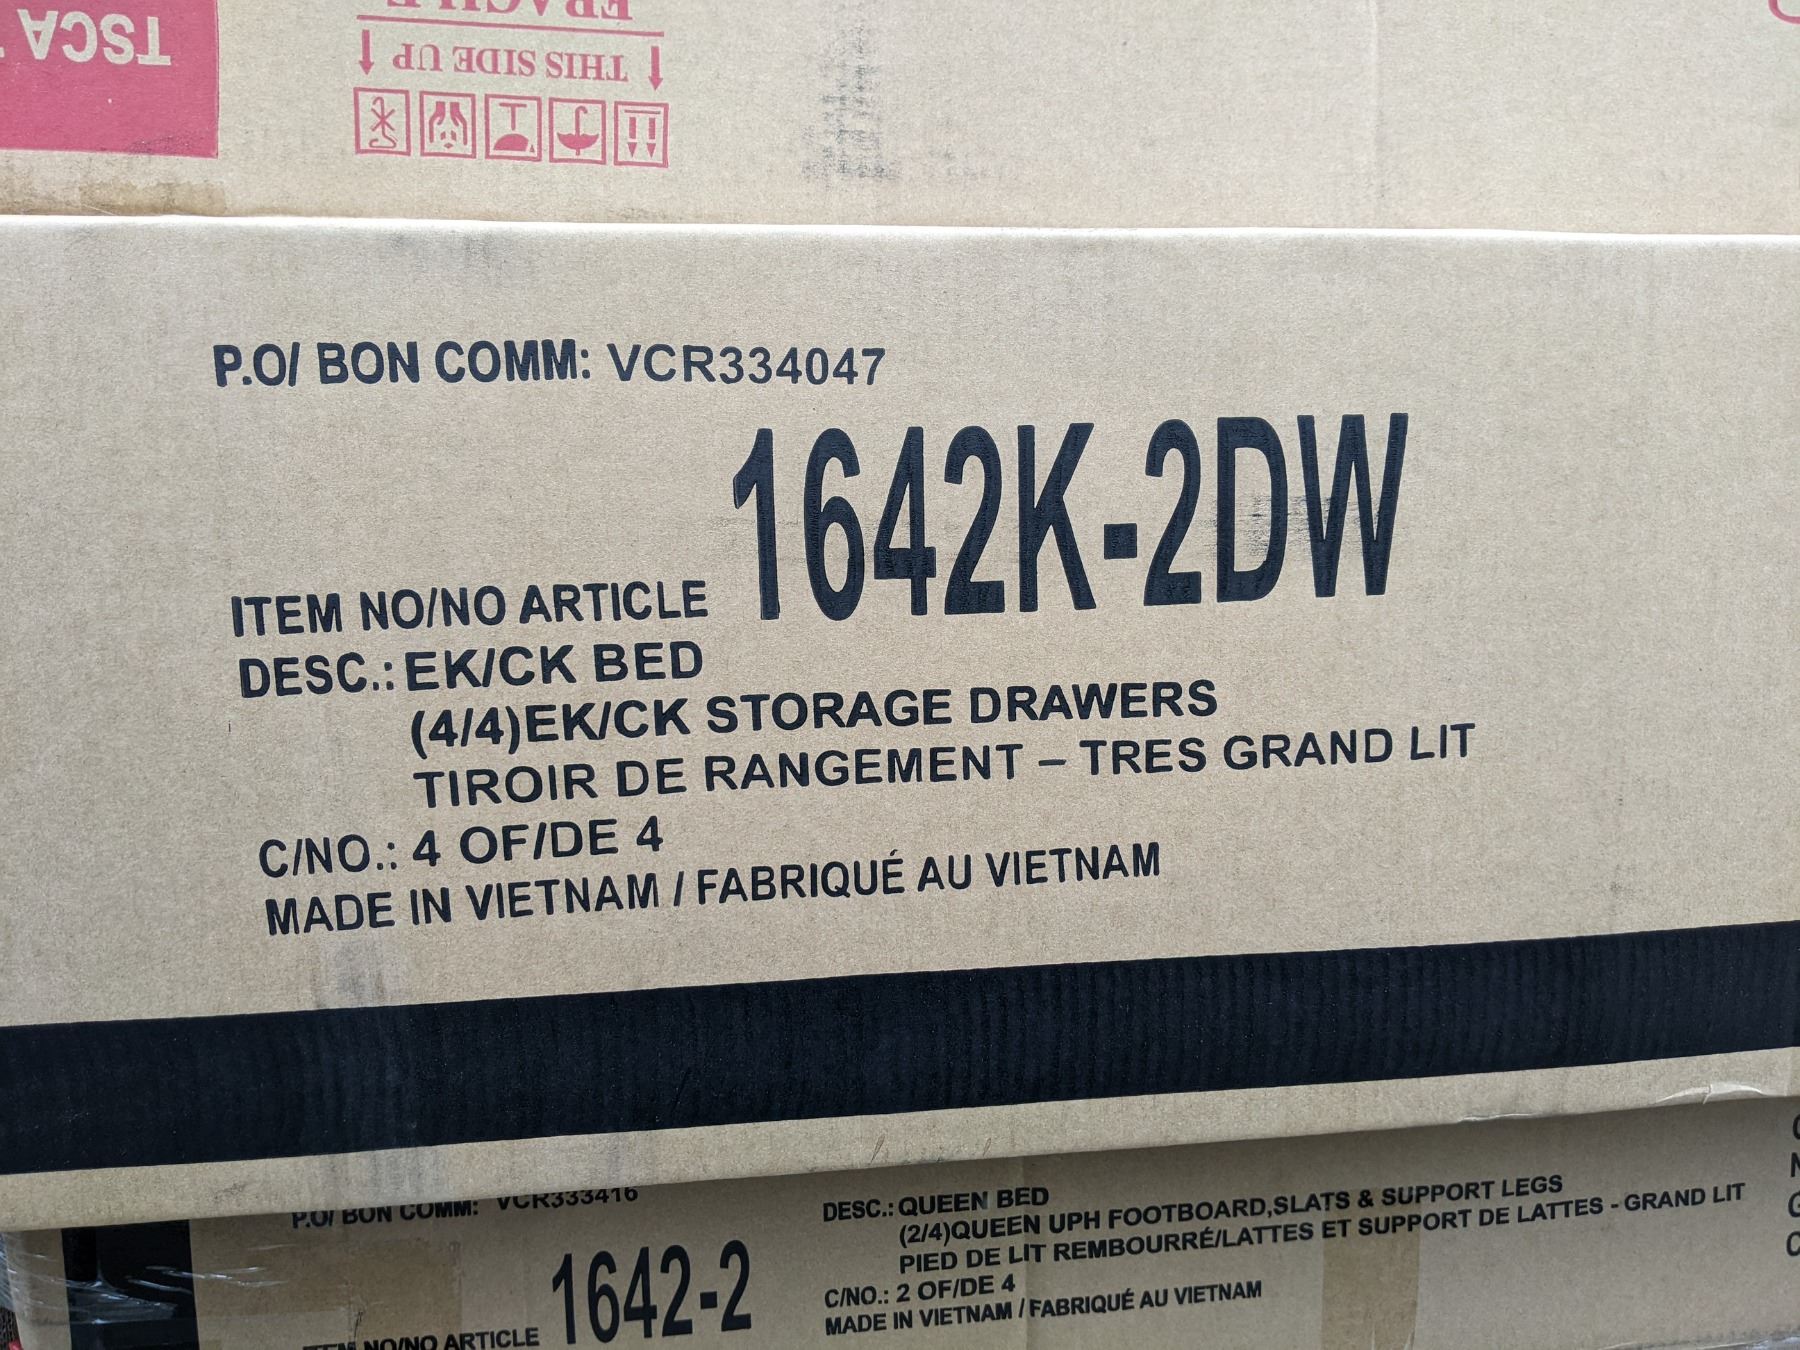 TSCA
FRAGILE
THIS SIDE UP
P.O/ BON COMM: VCR334047
1642K-2DW
ITEM NO/NO ARTICLE
DESC.: EK/CK BED
(4/4)EK/CK STORAGE DRAWERS
TIROIR DE RANGEMENT – TRES GRAND LIT
C/NO.: 4 OF/DE 4
MADE IN VIETNAM / FABRIQUÉ AU VIETNAM
P.O/ BON COMM: VCR333416
1642-2
ITEM NO/NO ARTICLE
DESC.: QUEEN BED
(2/4)QUEEN UPH FOOTBOARD,SLATS & SUPPORT LEGS
PIED DE LIT REMBOURRÉ/LATTES ET SUPPORT DE LATTES - GRAND LIT
C/NO.: 2 OF/DE 4
MADE IN VIETNAM / FABRIQUÉ AU VIETNAM